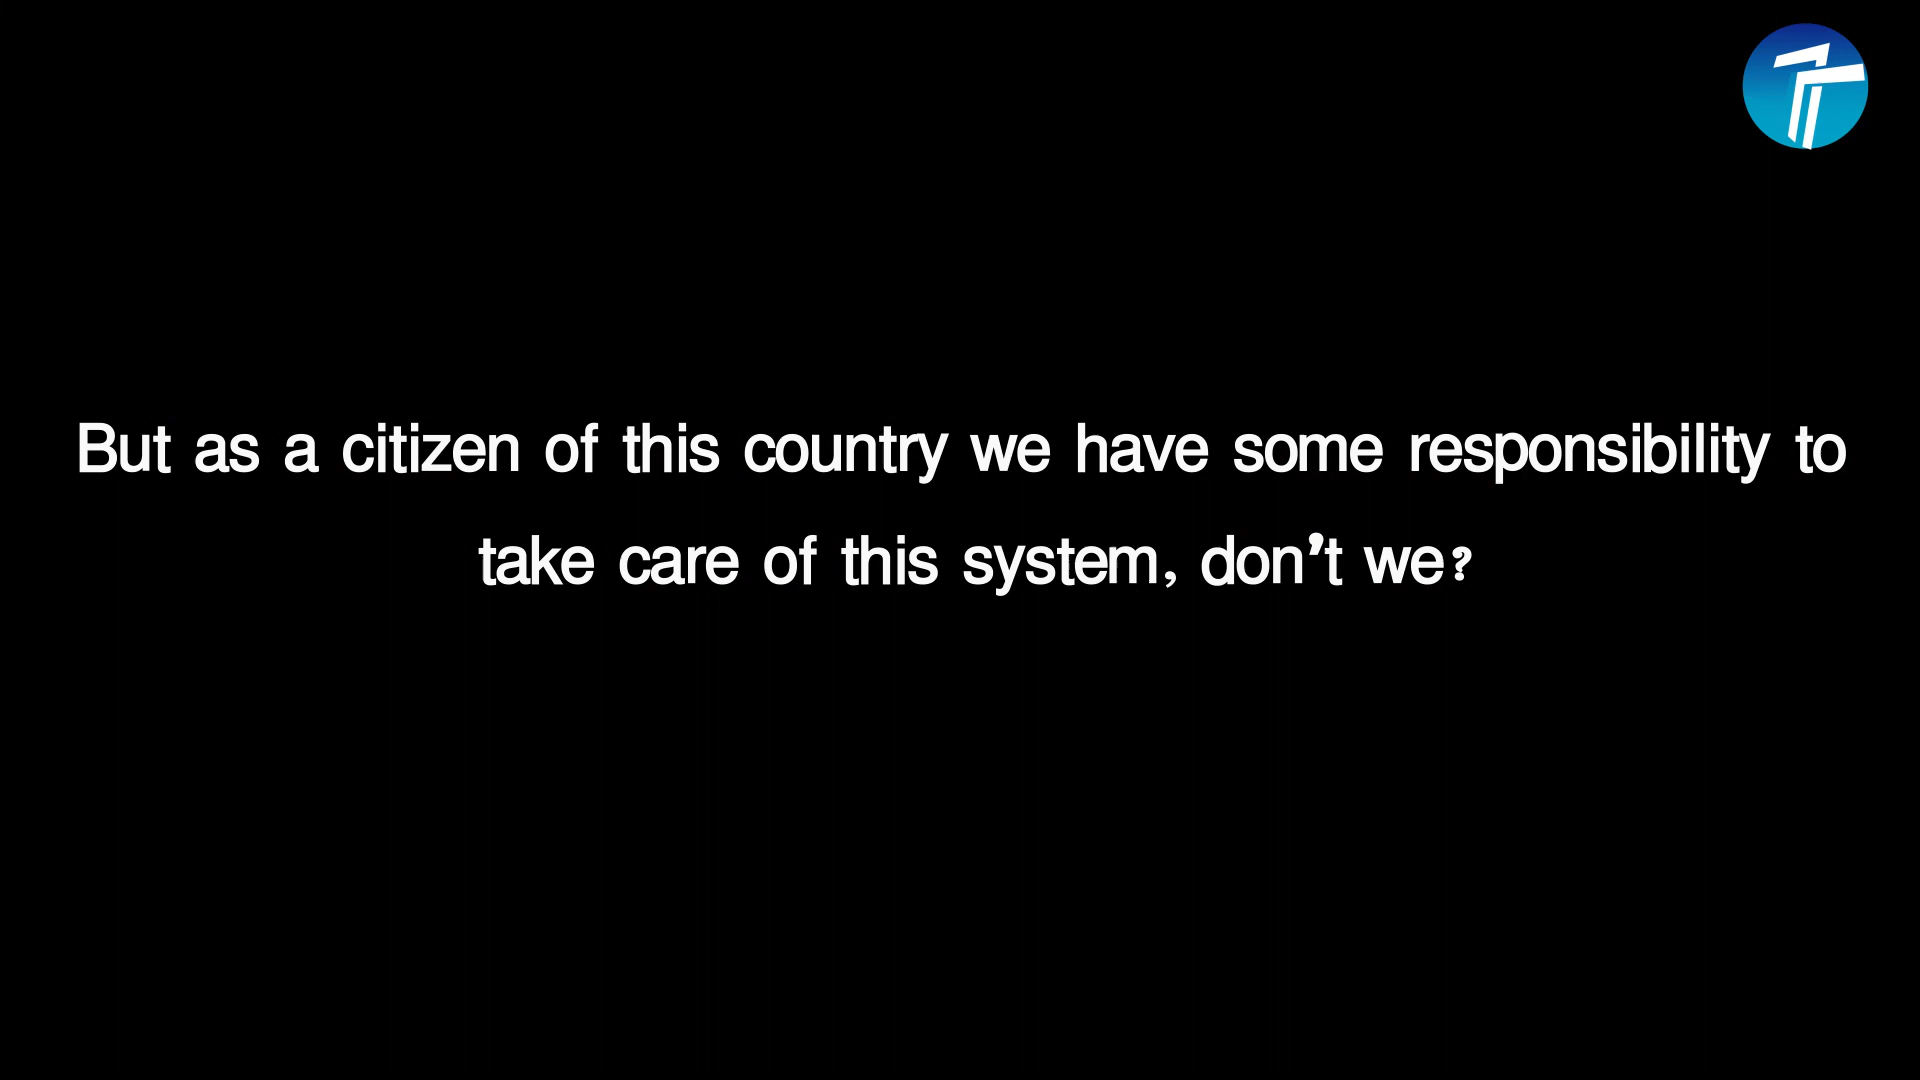 But as a citizen of this country we have some responsibility to
take care of this system, don't we?